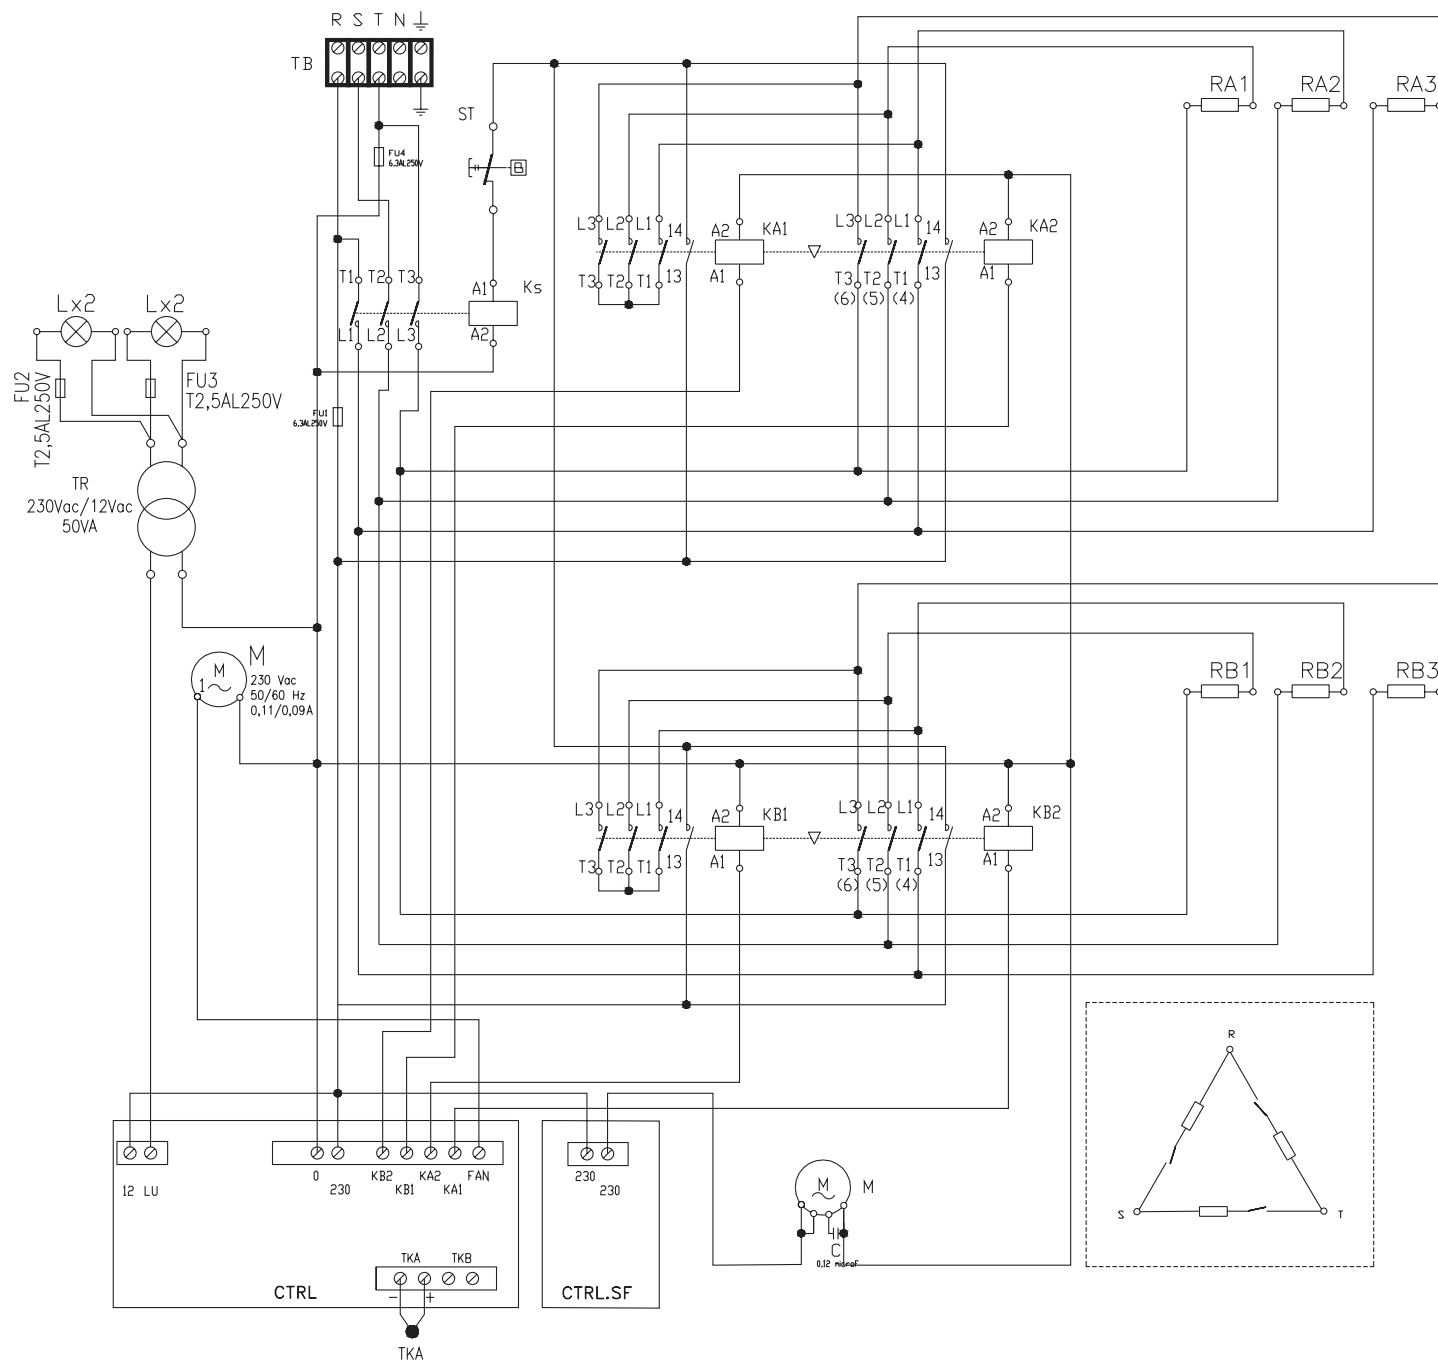 R S T N
TB
ST
B
FU4
6,3AL250V
RA1 RA2 RA3
L3 L2 L1 14 A2 KA1 L3 L2 L1 14 A2 KA2
T3 T2 T1 13 A1 T3 T2 T1 13 A1
(6) (5) (4)
T1 T2 T3 A1 Ks
L1 L2 L3 A2
Lx2 Lx2
FU2
T2,5AL250V
FU3
T2,5AL250V
FU1
6,3AL250V
TR
230Vac/12Vac
50VA
M
M
1
230 Vac
50/60 Hz
0,11/0,09A
RB1 RB2 RB3
L3 L2 L1 14 A2 KB1 L3 L2 L1 14 A2 KB2
T3 T2 T1 13 A1 T3 T2 T1 13 A1
(6) (5) (4)
R
S T
12 LU
0 230 KB2 KB1 KA2 KA1 FAN
230
230
M M
C
0,12 microF
TKA TKB
- +
CTRL CTRL.SF
TKA